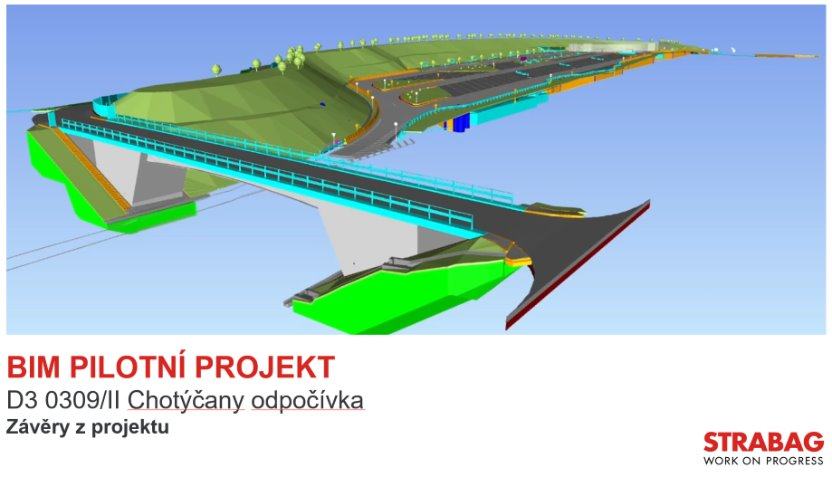 BIM PILOTNÍ PROJEKT
D3 0309/II Chotýčany odpočívka
Závěry z projektu
STRABAG
WORK ON PROGRESS